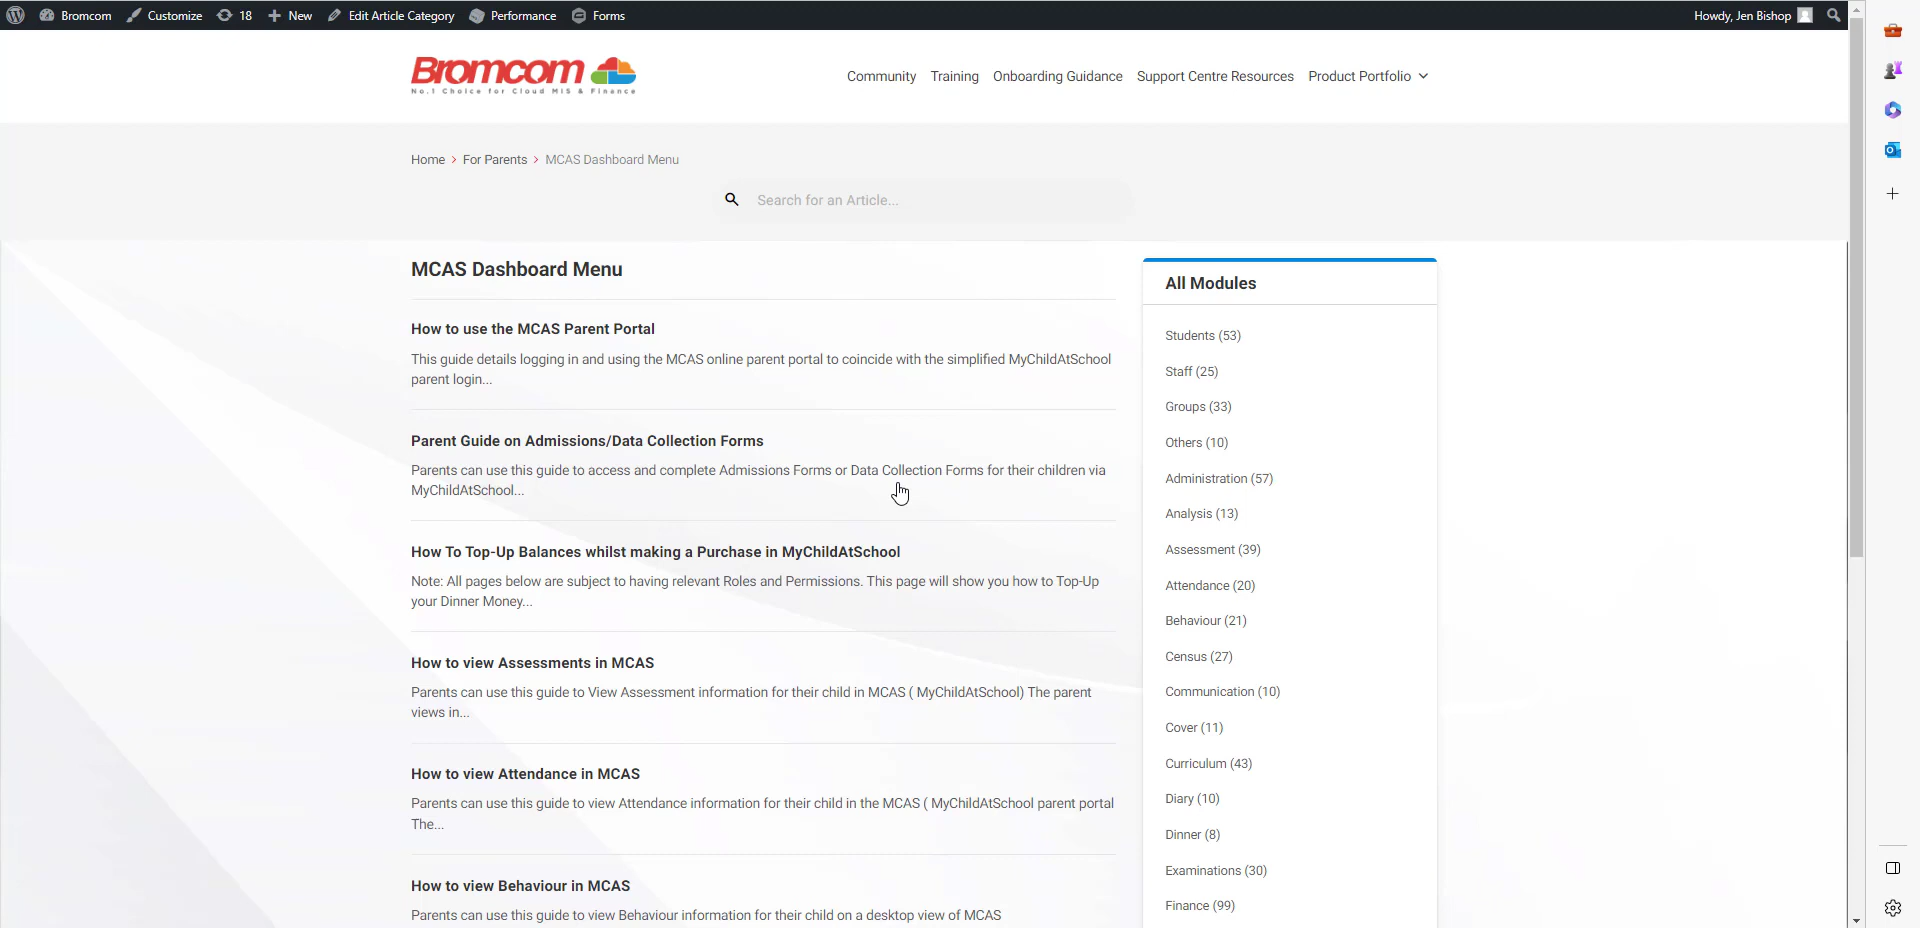 Bromcom Customize 18 New Edit Article Category Performance Forms Howdy, Jen Bishop
Bromcom
No.1 Choice for Cloud MIS & Finance
Community Training Onboarding Guidance Support Centre Resources Product Portfolio
Home > For Parents > MCAS Dashboard Menu
Search for an Article...
MCAS Dashboard Menu
How to use the MCAS Parent Portal
This guide details logging in and using the MCAS online parent portal to coincide with the simplified MyChildAtSchool
parent login...
Parent Guide on Admissions/Data Collection Forms
Parents can use this guide to access and complete Admissions Forms or Data Collection Forms for their children via
MyChildAtSchool...
How To Top-Up Balances whilst making a Purchase in MyChildAtSchool
Note: All pages below are subject to having relevant Roles and Permissions. This page will show you how to Top-Up
your Dinner Money...
How to view Assessments in MCAS
Parents can use this guide to View Assessment information for their child in MCAS ( MyChildAtSchool) The parent
views in...
How to view Attendance in MCAS
Parents can use this guide to view Attendance information for their child in the MCAS ( MyChildAtSchool parent portal
The...
How to view Behaviour in MCAS
Parents can use this guide to view Behaviour information for their child on a desktop view of MCAS
All Modules
Students (53)
Staff (25)
Groups (33)
Others (10)
Administration (57)
Analysis (13)
Assessment (39)
Attendance (20)
Behaviour (21)
Census (27)
Communication (10)
Cover (11)
Curriculum (43)
Diary (10)
Dinner (8)
Examinations (30)
Finance (99)